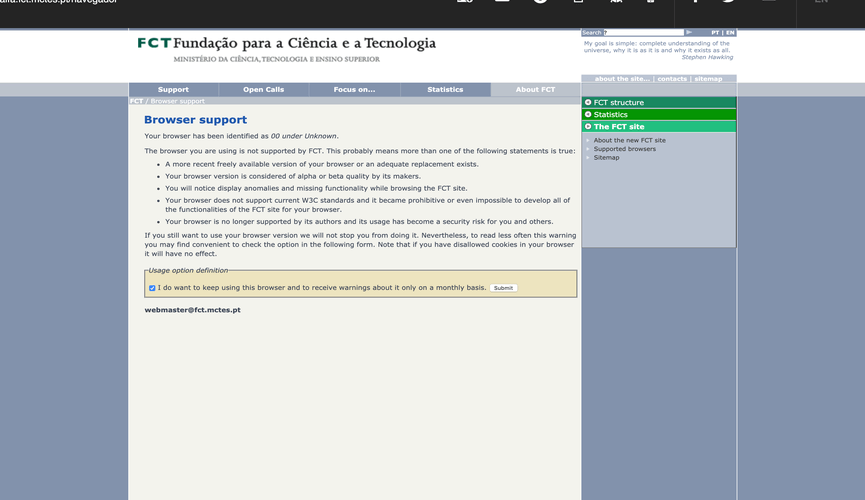 alfa.fct.mctes.pt/navegador
EN
FCT Fundação para a Ciência e a Tecnologia
MINISTÉRIO DA CIÊNCIA, TECNOLOGIA E ENSINO SUPERIOR
Search
PT | EN
My goal is simple: complete understanding of the
universe, why it is as it is and why it exists as all.
Stephen Hawking
about the site... | contacts | sitemap
Support
Open Calls
Focus on...
Statistics
About FCT
FCT / Browser support
Browser support
Your browser has been identified as 00 under Unknown.
The browser you are using is not supported by FCT. This probably means more than one of the following statements is true:
• A more recent freely available version of your browser or an adequate replacement exists.
• Your browser version is considered of alpha or beta quality by its makers.
• You will notice display anomalies and missing functionality while browsing the FCT site.
• Your browser does not support current W3C standards and it became prohibitive or even impossible to develop all of
the functionalities of the FCT site for your browser.
• Your browser is no longer supported by its authors and its usage has become a security risk for you and others.
If you still want to use your browser version we will not stop you from doing it. Nevertheless, to read less often this warning
you may find convenient to check the option in the following form. Note that if you have disallowed cookies in your browser
it will have no effect.
Usage option definition
I do want to keep using this browser and to receive warnings about it only on a monthly basis. Submit
webmaster@fct.mctes.pt
FCT structure
Statistics
The FCT site
About the new FCT site
Supported browsers
Sitemap